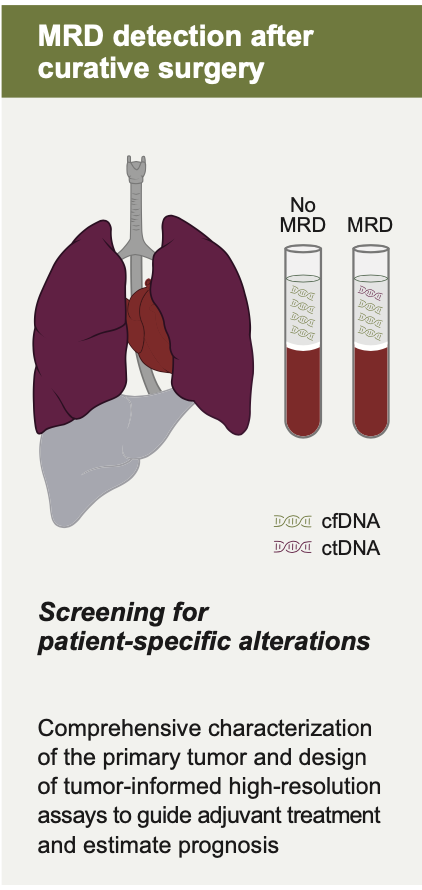 MRD detection after
curative surgery
No
MRD
MRD
cfDNA
ctDNA
Screening for
patient-specific alterations
Comprehensive characterization
of the primary tumor and design
of tumor-informed high-resolution
assays to guide adjuvant treatment
and estimate prognosis